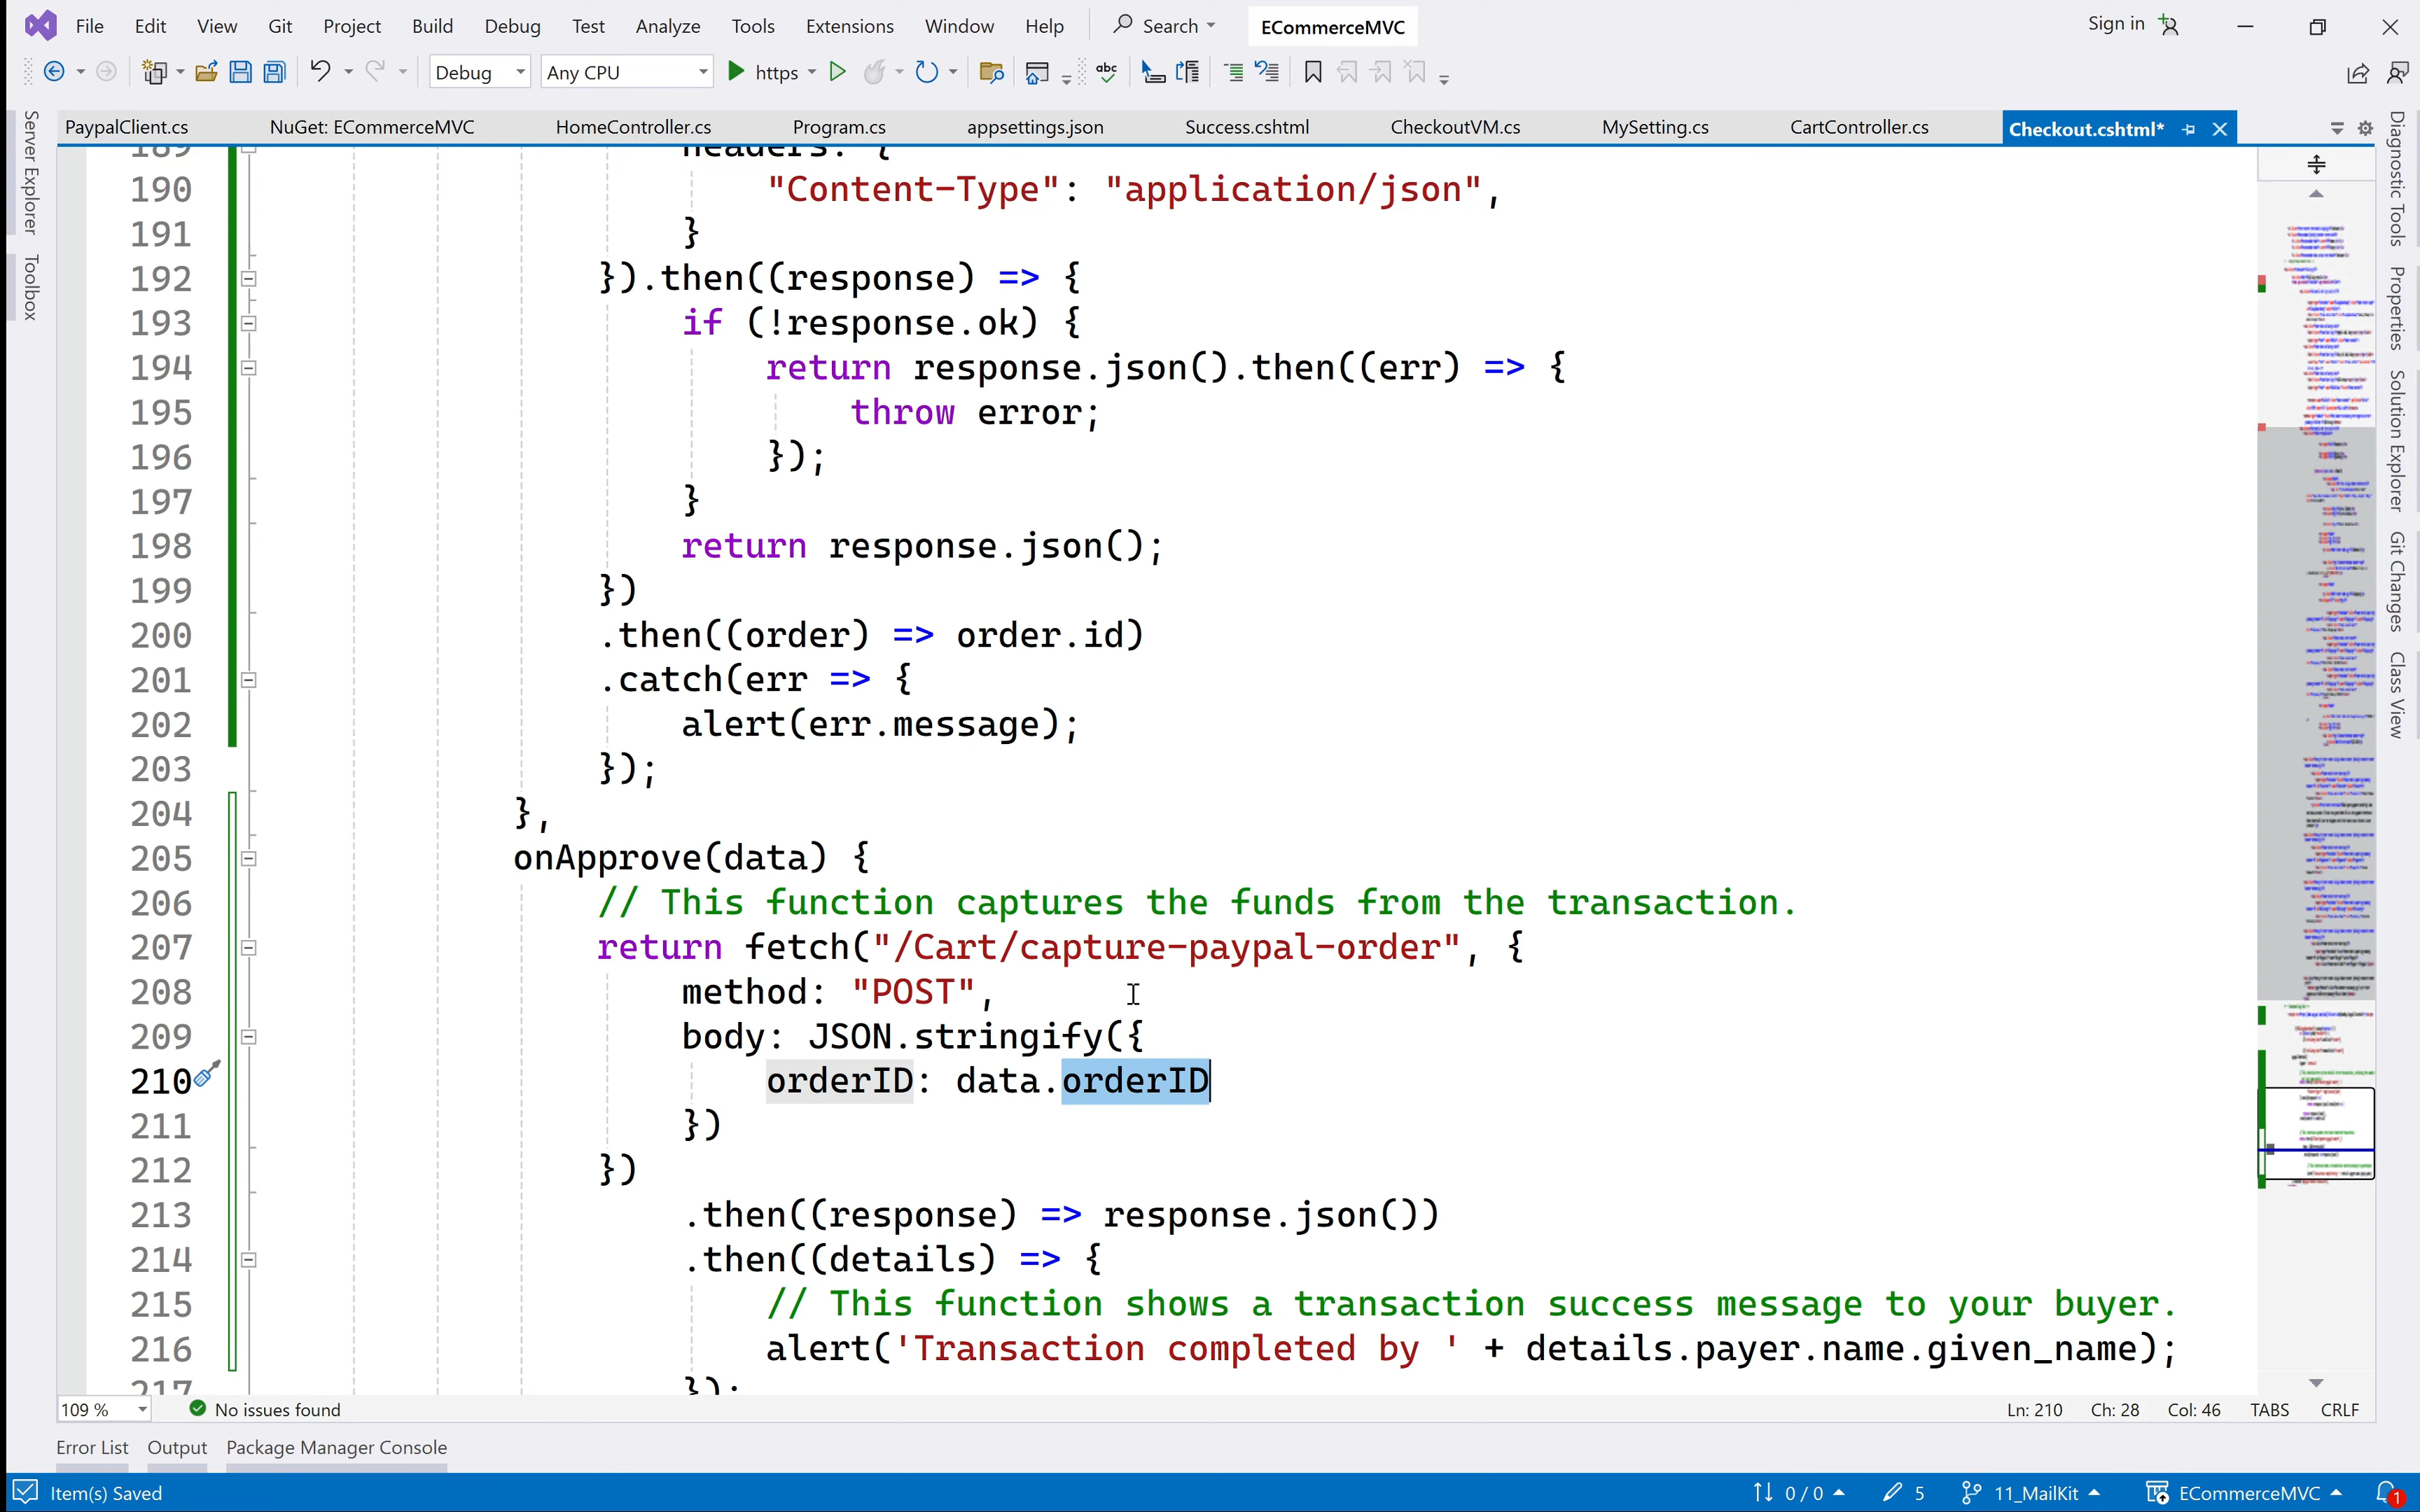 File Edit View Git Project Build Debug Test Analyze Tools Extensions Window Help Search ECommerceMVC Sign in
Debug Any CPU https
PaypalClient.cs NuGet: ECommerceMVC HomeController.cs Program.cs appsettings.json Success.cshtml CheckoutVM.cs MySetting.cs CartController.cs Checkout.cshtml*
Server Explorer
Toolbox
189 headers: {
190 "Content-Type": "application/json",
191 }
192 }).then((response) => {
193 if (!response.ok) {
194 return response.json().then((err) => {
195 throw error;
196 });
197 }
198 return response.json();
199 })
200 .then((order) => order.id)
201 .catch(err => {
202 alert(err.message);
203 });
204 },
205 onApprove(data) {
206 // This function captures the funds from the transaction.
207 return fetch("/Cart/capture-paypal-order", {
208 method: "POST",
209 body: JSON.stringify({
210 orderID: data.orderID
211 })
212 })
213 .then((response) => response.json())
214 .then((details) => {
215 // This function shows a transaction success message to your buyer.
216 alert('Transaction completed by ' + details.payer.name.given_name);
217 });
Diagnostic Tools
Properties
Solution Explorer
Git Changes
Class View
109 % No issues found Ln: 210 Ch: 28 Col: 46 TABS CRLF
Error List Output Package Manager Console
Item(s) Saved 0 / 0 5 11_MailKit ECommerceMVC 1